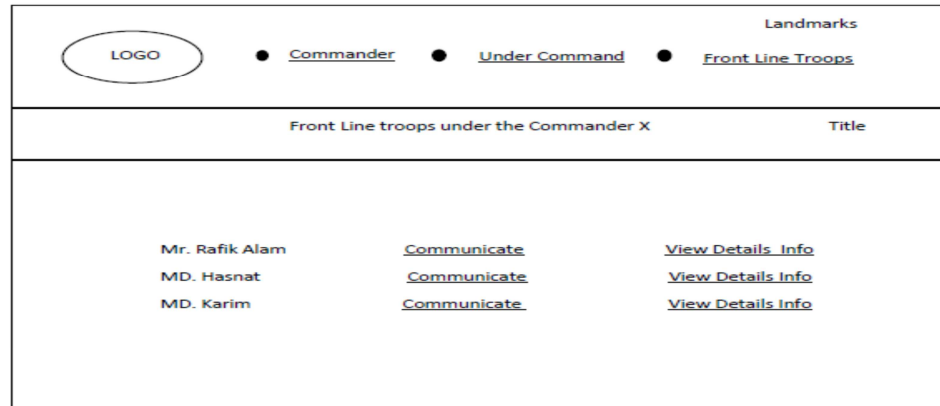 Landmarks
LOGO Commander Under Command Front Line Troops
Front Line troops under the Commander X Title
Mr. Rafik Alam Communicate View Details Info
MD. Hasnat Communicate View Details Info
MD. Karim Communicate View Details Info